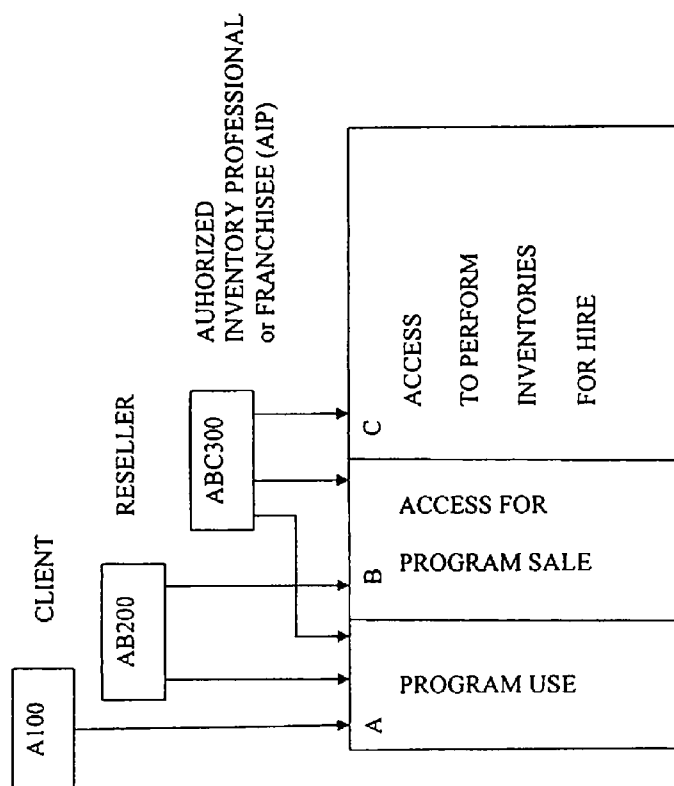 CLIENT
A100
RESELLER
AB200
AUHORIZED
INVENTORY PROFESSIONAL
or FRANCHISEE (AIP)
ABC300
A
PROGRAM USE
B
ACCESS FOR
PROGRAM SALE
C
ACCESS
TO PERFORM
INVENTORIES
FOR HIRE